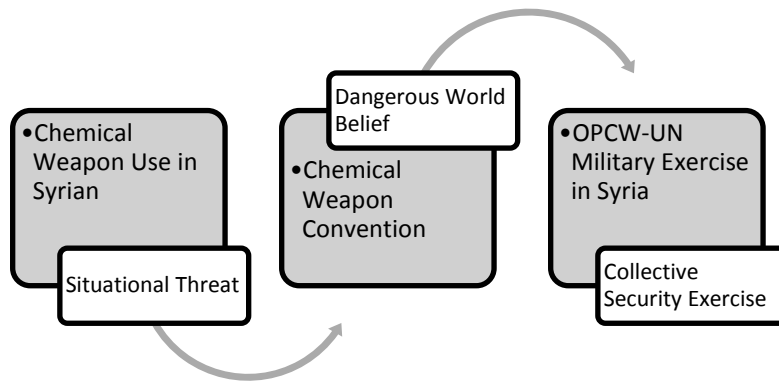 •Chemical
Weapon Use in
Syrian
Situational Threat
Dangerous World
Belief
•Chemical
Weapon
Convention
•OPCW-UN
Military Exercise
in Syria
Collective
Security Exercise